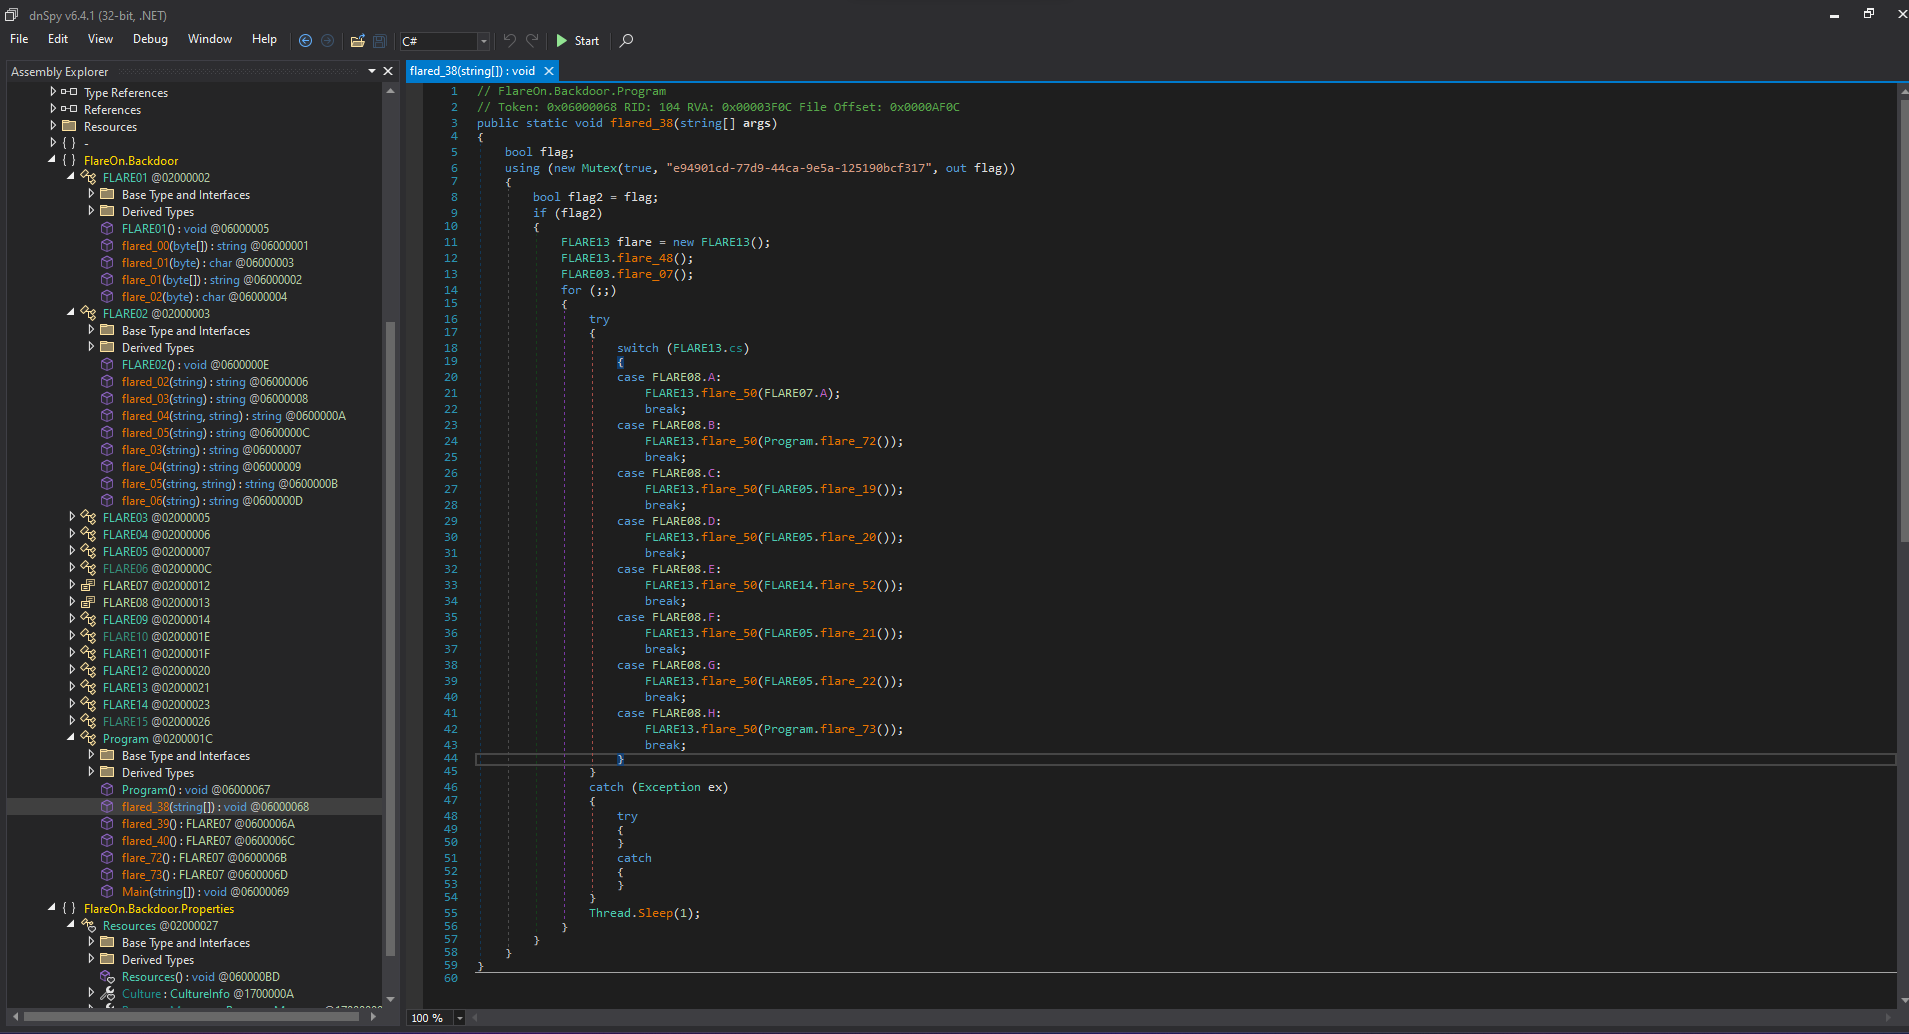 dnSpy v6.4.1 (32-bit, .NET)
File Edit View Debug Window Help C# Start
Assembly Explorer
Type References
References
Resources
{ } -
{ } FlareOn.Backdoor
FLARE01 @02000002
Base Type and Interfaces
Derived Types
FLARE01() : void @06000005
flared_00(byte[]) : string @06000001
flared_01(byte) : char @06000003
flare_01(byte[]) : string @06000002
flare_02(byte) : char @06000004
FLARE02 @02000003
Base Type and Interfaces
Derived Types
FLARE02() : void @0600000E
flared_02(string) : string @06000006
flared_03(string) : string @06000008
flared_04(string, string) : string @0600000A
flared_05(string) : string @0600000C
flare_03(string) : string @06000007
flare_04(string) : string @06000009
flare_05(string, string) : string @0600000B
flare_06(string) : string @0600000D
FLARE03 @02000005
FLARE04 @02000006
FLARE05 @02000007
FLARE06 @0200000C
FLARE07 @02000012
FLARE08 @02000013
FLARE09 @02000014
FLARE10 @0200001E
FLARE11 @0200001F
FLARE12 @02000020
FLARE13 @02000021
FLARE14 @02000023
FLARE15 @02000026
Program @0200001C
Base Type and Interfaces
Derived Types
Program() : void @06000067
flared_38(string[]) : void @06000068
flared_39() : FLARE07 @0600006A
flared_40() : FLARE07 @0600006C
flare_72() : FLARE07 @0600006B
flare_73() : FLARE07 @0600006D
Main(string[]) : void @06000069
{ } FlareOn.Backdoor.Properties
Resources @02000027
Base Type and Interfaces
Derived Types
Resources() : void @060000BD
Culture : CultureInfo @1700000A
flared_38(string[]) : void
1 // FlareOn.Backdoor.Program
2 // Token: 0x06000068 RID: 104 RVA: 0x00003F0C File Offset: 0x0000AF0C
3 public static void flared_38(string[] args)
4 {
5 bool flag;
6 using (new Mutex(true, "e94901cd-77d9-44ca-9e5a-125190bcf317", out flag))
7 {
8 bool flag2 = flag;
9 if (flag2)
10 {
11 FLARE13 flare = new FLARE13();
12 FLARE13.flare_48();
13 FLARE03.flare_07();
14 for (;;)
15 {
16 try
17 {
18 switch (FLARE13.cs)
19 {
20 case FLARE08.A:
21 FLARE13.flare_50(FLARE07.A);
22 break;
23 case FLARE08.B:
24 FLARE13.flare_50(Program.flare_72());
25 break;
26 case FLARE08.C:
27 FLARE13.flare_50(FLARE05.flare_19());
28 break;
29 case FLARE08.D:
30 FLARE13.flare_50(FLARE05.flare_20());
31 break;
32 case FLARE08.E:
33 FLARE13.flare_50(FLARE14.flare_52());
34 break;
35 case FLARE08.F:
36 FLARE13.flare_50(FLARE05.flare_21());
37 break;
38 case FLARE08.G:
39 FLARE13.flare_50(FLARE05.flare_22());
40 break;
41 case FLARE08.H:
42 FLARE13.flare_50(Program.flare_73());
43 break;
44 }
45 }
46 catch (Exception ex)
47 {
48 try
49 {
50 }
51 catch
52 {
53 }
54 }
55 Thread.Sleep(1);
56 }
57 }
58 }
59 }
60
100 %